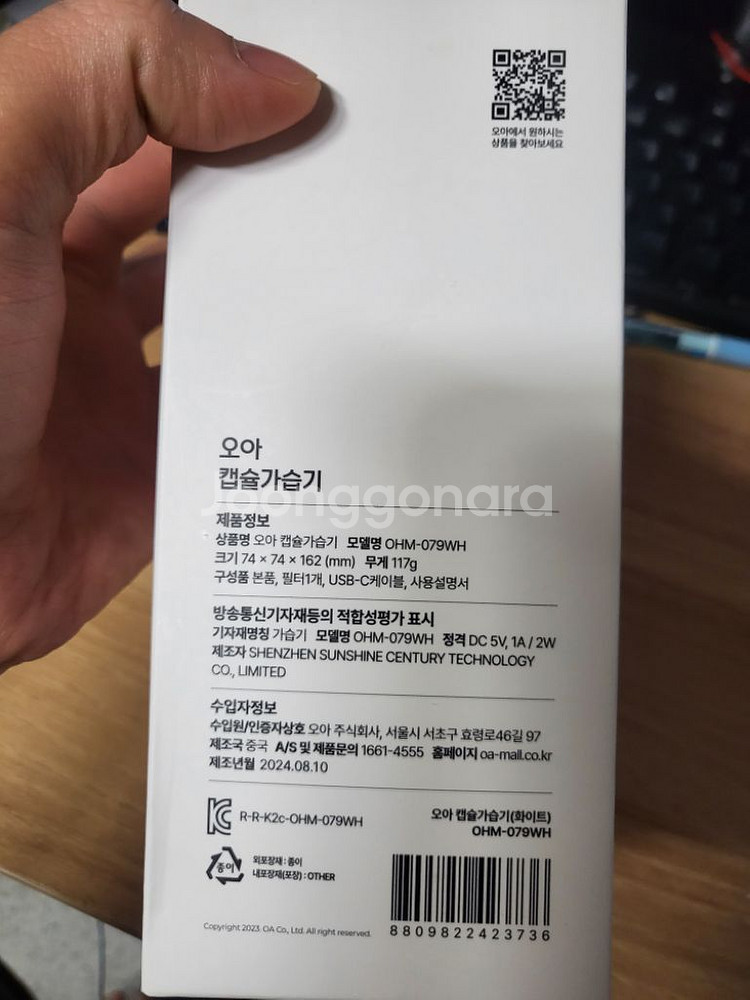 오아에서 원하시는
상품을 찾아보세요
오아
캡슐가습기
Joonggonara
제품정보
상품명 오아 캡슐가습기 모델명 OHM-079WH
크기 74 × 74 × 162 (mm) 무게 117g
구성품 본품, 필터1개, USB-C케이블, 사용설명서
방송통신기자재등의 적합성평가 표시
기자재명칭 가습기 모델명 OHM-079WH 정격 DC 5V, 1A / 2W
제조자 SHENZHEN SUNSHINE CENTURY TECHNOLOGY
CO., LIMITED
수입자정보
수입원/인증자상호 오아 주식회사, 서울시 서초구 효령로46길 97
제조국 중국 A/S 및 제품문의 1661-4555 홈페이지 oa-mall.co.kr
제조년월 2024.08.10
R-R-K2c-OHM-079WH
오아 캡슐가습기(화이트)
OHM-079WH
종이
외포장재 : 종이
내포장재(포장) : OTHER
Copyright 2023. OA Co., Ltd. All right reserved.
8809822423736